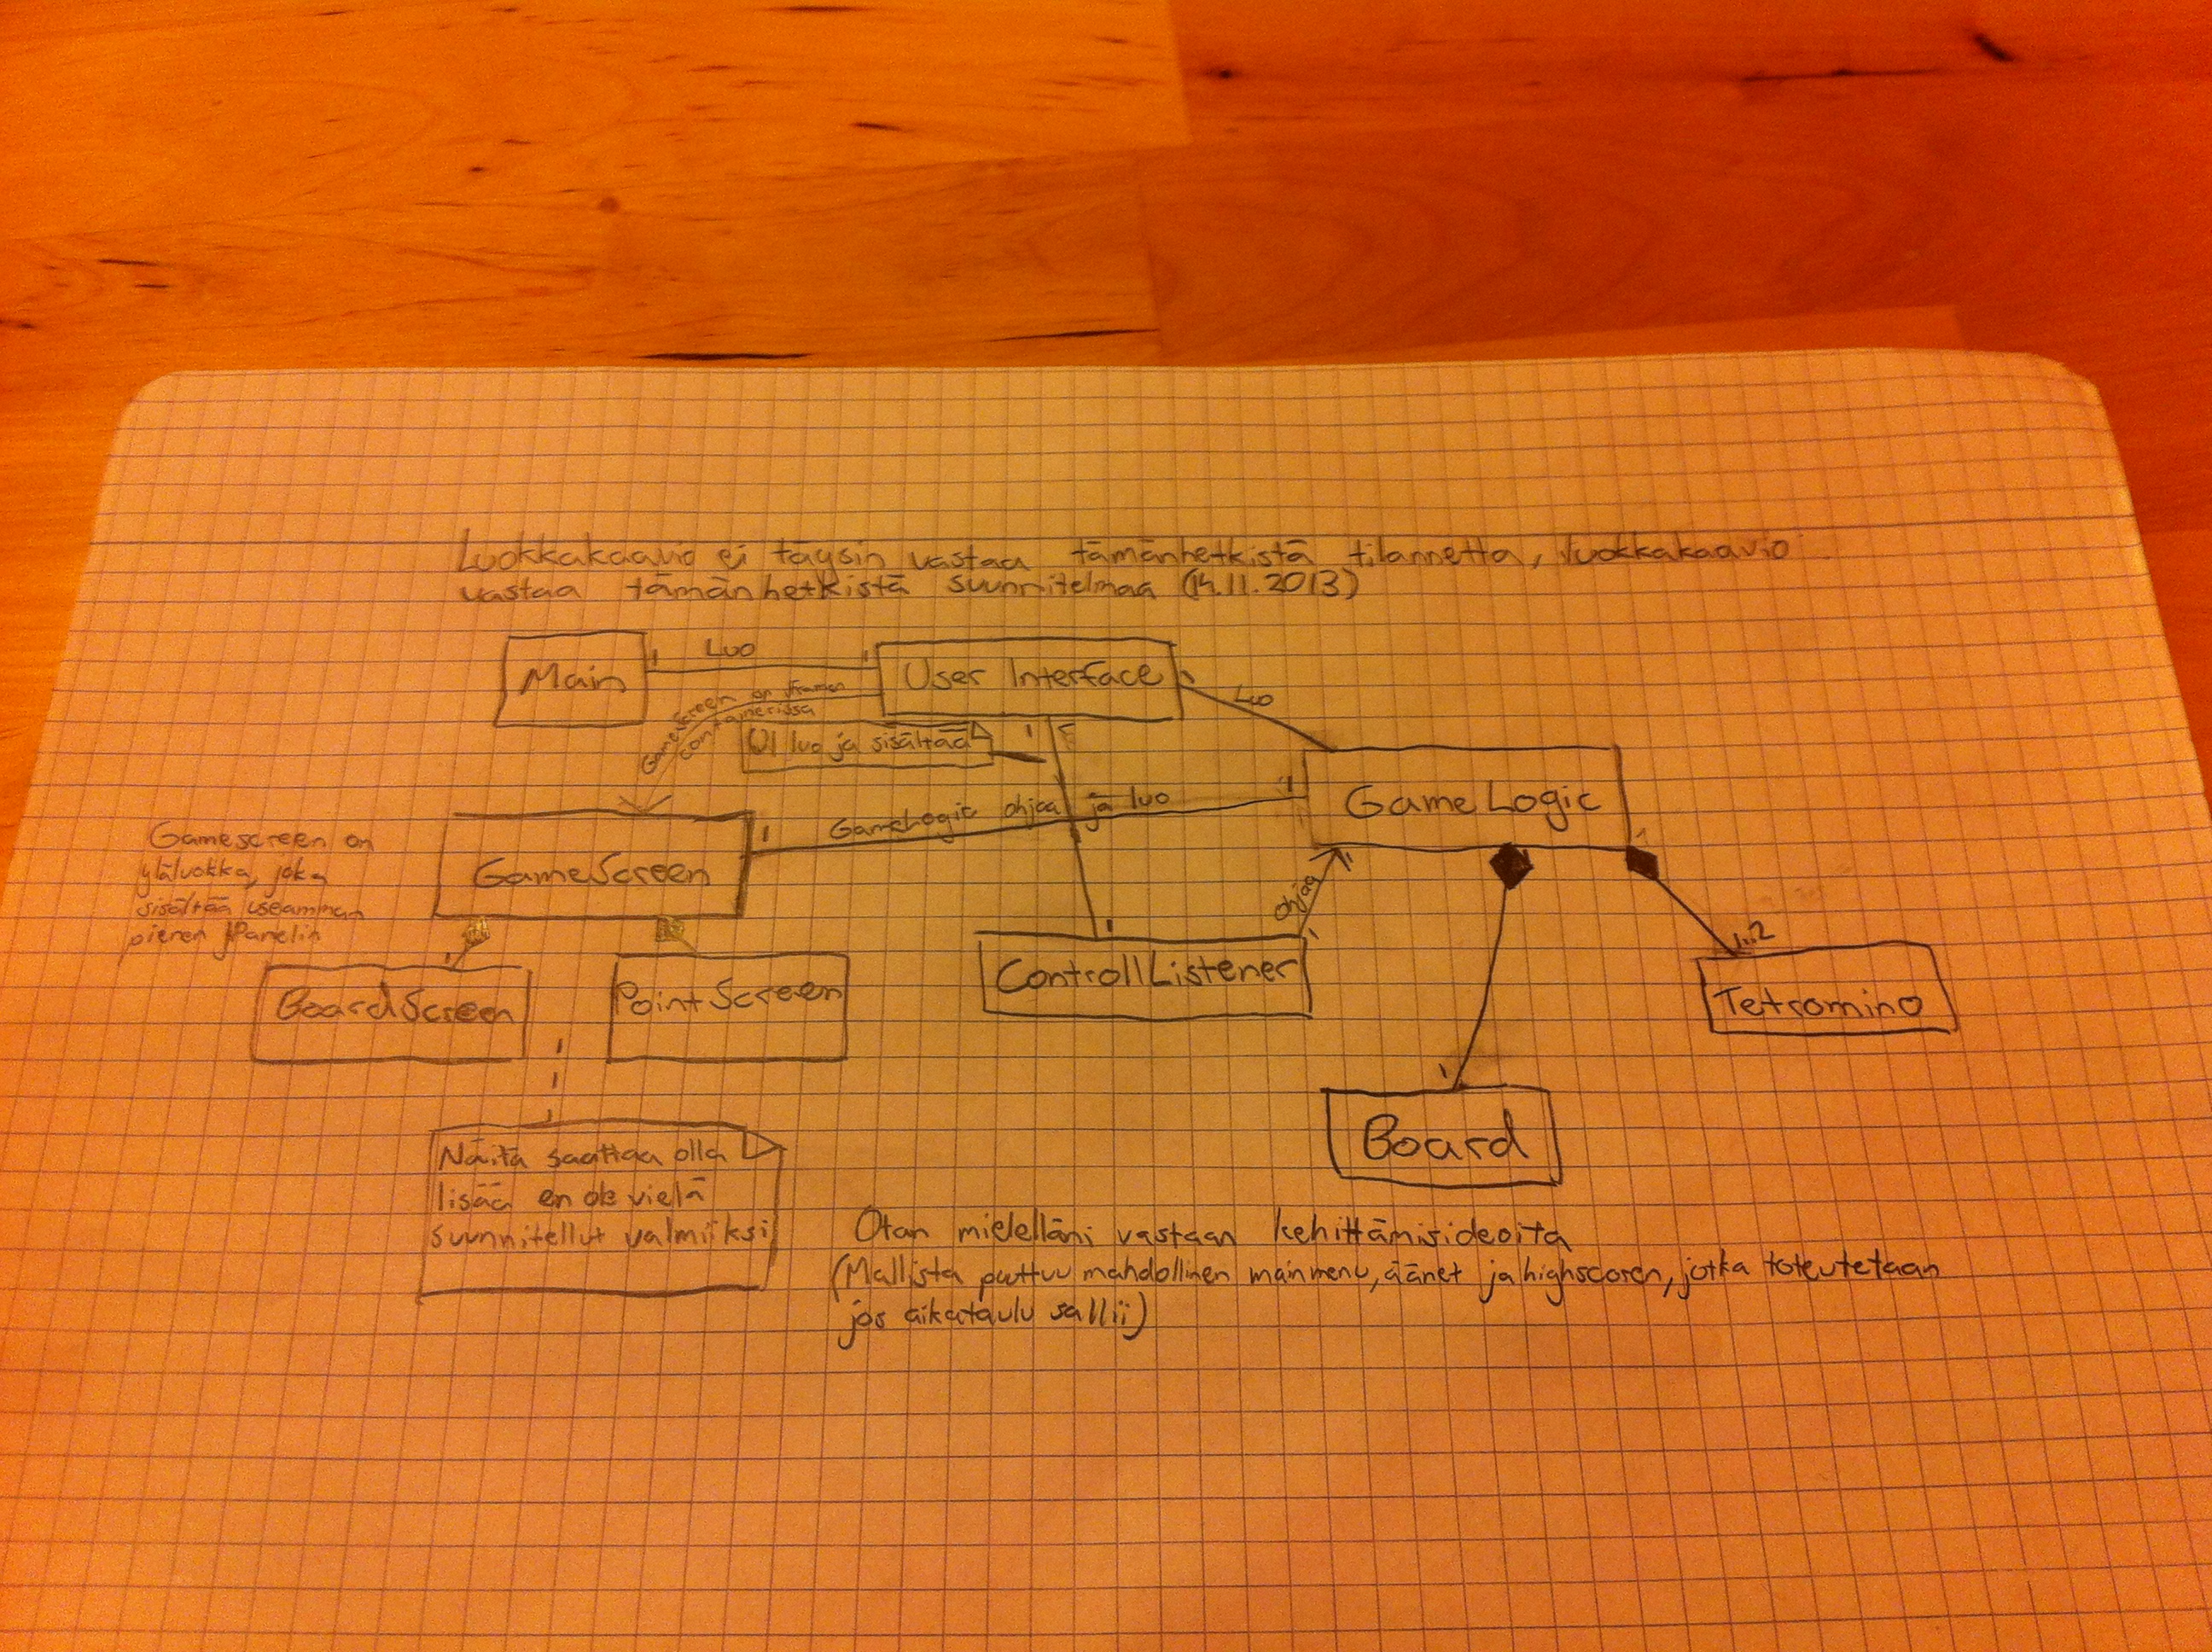 Luokkakaavio ei täysin vastaa tämänhetkistä tilannetta, luokkakaavio
vastaa tämänhetkistä suunnitelmaa (14.11.2013)
Main
1
Luo
1
User Interface
Luo
GameScreen on
containerissa
UI luo ja sisältää
1
GameLogic
GameLogic ohjaa ja luo
1
1
Gamescreen on
yläluokka, joka
sisältää useamman
pienen JPanelin
GameScreen
ohjaa
1
1
1
1..2
BoardScreen
PointScreen
ControllListener
Tetromino
1
Board
Näitä saattaa olla
lisää en ole vielä
suunnitellut valmiiksi
Otan mielelläni vastaan kehittämisideoita
(Mallista puttuu mahdollinen mainmenu, äänet ja highscoren, jotka toteutetaan
jos aikataulu sallii)